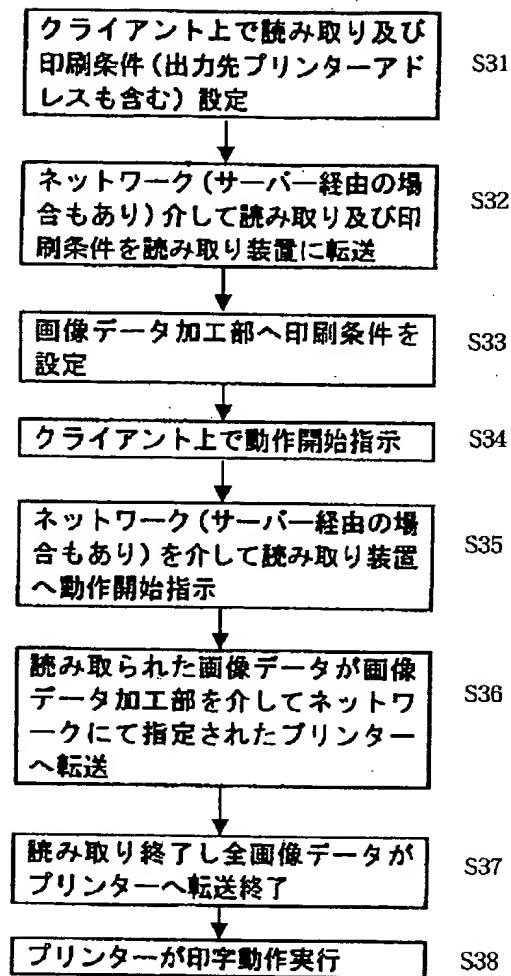 クライアント上で読み取り及び
印刷条件（出力先プリンターアド
レスも含む）設定
S31
ネットワーク（サーバー経由の場
合もあり）介して読み取り及び印
刷条件を読み取り装置に転送
S32
画像データ加工部へ印刷条件を
設定
S33
クライアント上で動作開始指示
S34
ネットワーク（サーバー経由の場
合もあり）を介して読み取り装置
へ動作開始指示
S35
読み取られた画像データが画像
データ加工部を介してネットワ
ークにて指定されたプリンター
へ転送
S36
読み取り終了し全画像データが
プリンターへ転送終了
S37
プリンターが印字動作実行
S38